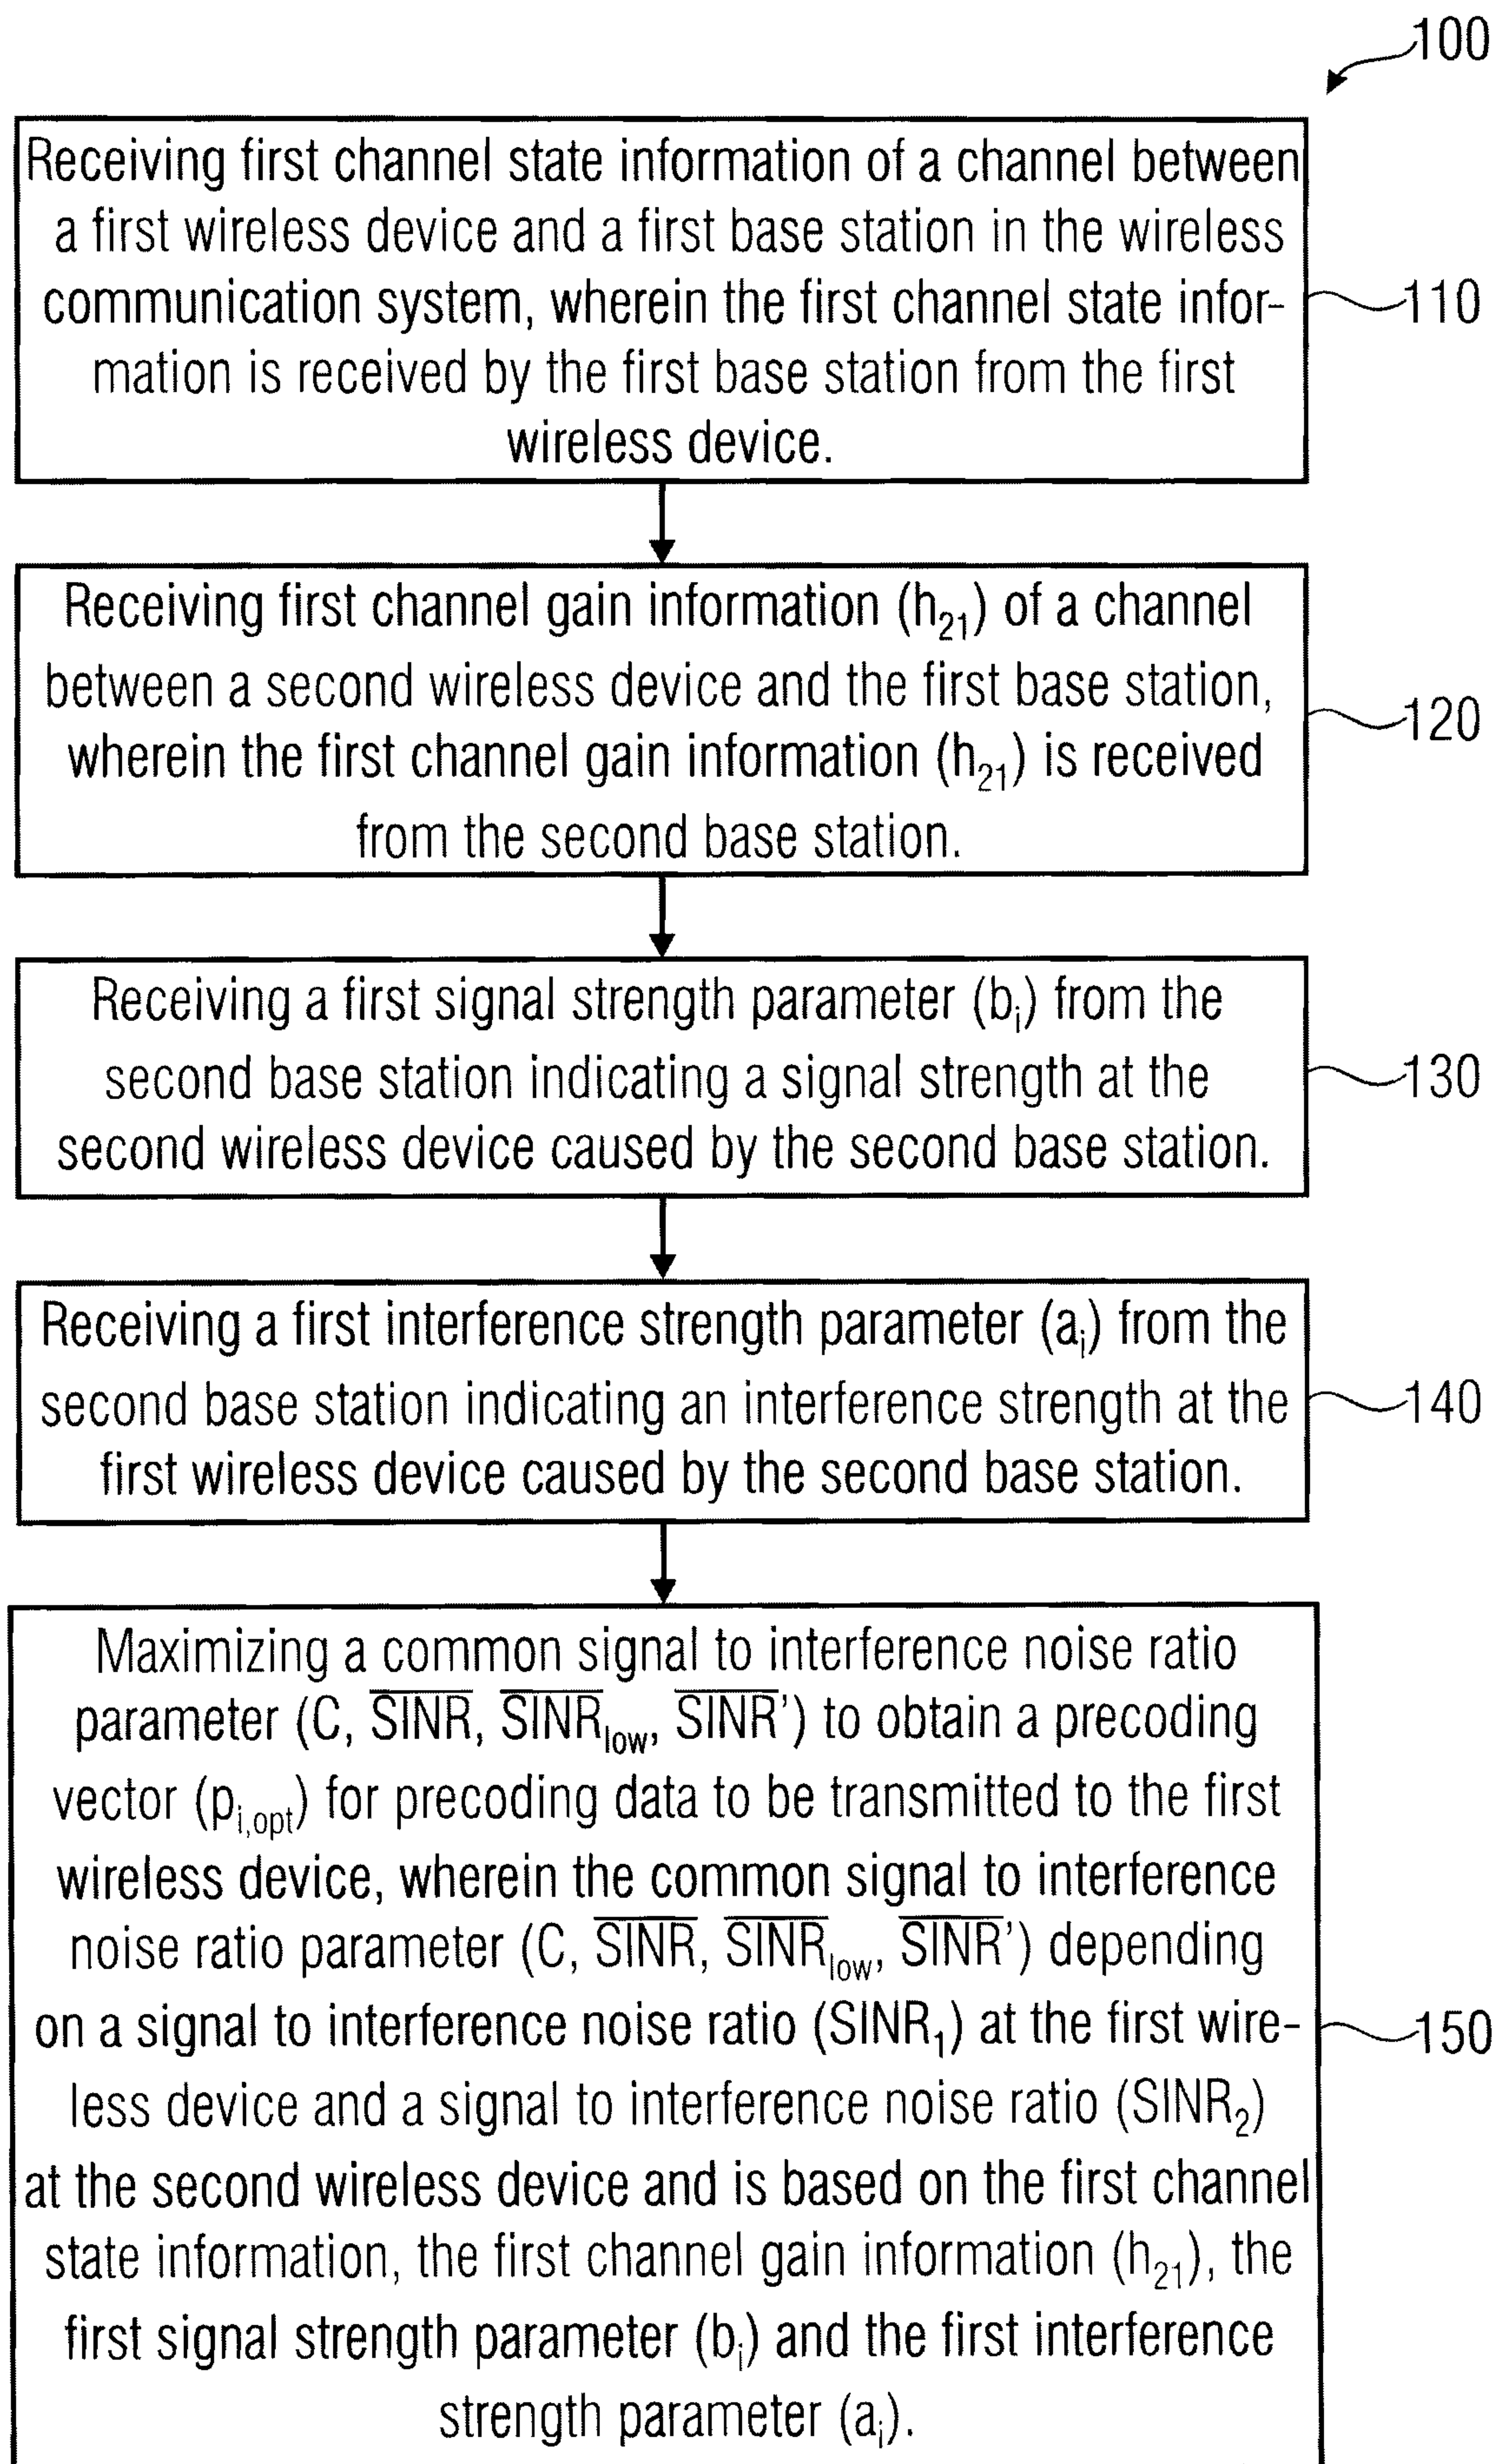 100
Receiving first channel state information of a channel between
a first wireless device and a first base station in the wireless
communication system, wherein the first channel state infor-
mation is received by the first base station from the first
wireless device.
110
Receiving first channel gain information (h₂₁) of a channel
between a second wireless device and the first base station,
wherein the first channel gain information (h₂₁) is received
from the second base station.
120
Receiving a first signal strength parameter (bᵢ) from the
second base station indicating a signal strength at the
second wireless device caused by the second base station.
130
Receiving a first interference strength parameter (aᵢ) from the
second base station indicating an interference strength at the
first wireless device caused by the second base station.
140
Maximizing a common signal to interference noise ratio
parameter (C, S̅I̅N̅R̅, S̅I̅N̅R̅_low, S̅I̅N̅R̅') to obtain a precoding
vector (p_i,opt) for precoding data to be transmitted to the first
wireless device, wherein the common signal to interference
noise ratio parameter (C, S̅I̅N̅R̅, S̅I̅N̅R̅_low, S̅I̅N̅R̅') depending
on a signal to interference noise ratio (SINR₁) at the first wire-
less device and a signal to interference noise ratio (SINR₂)
at the second wireless device and is based on the first channel
state information, the first channel gain information (h₂₁), the
first signal strength parameter (bᵢ) and the first interference
strength parameter (aᵢ).
150